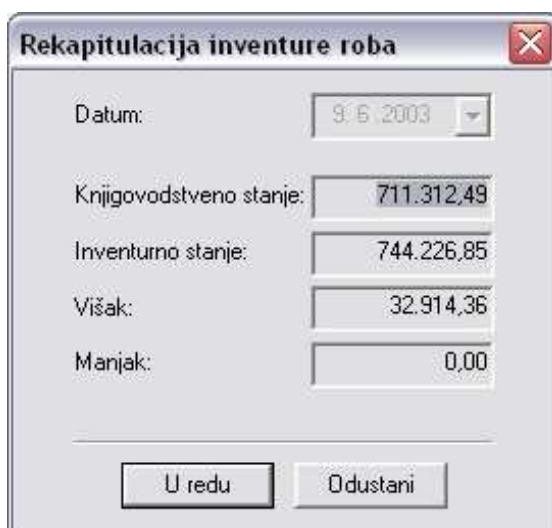 Rekapitulacija inventure roba
Datum: 9. 6 .2003
Knjigovodstveno stanje: 711.312,49
Inventurno stanje: 744.226,85
Višak: 32.914,36
Manjak: 0,00
U redu Odustani